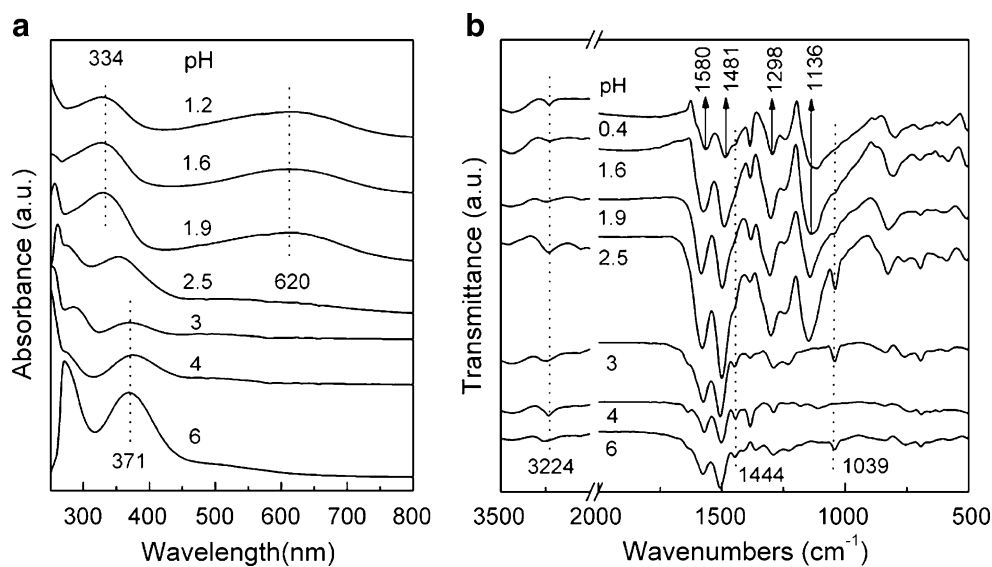 a
334
pH
1.2
1.6
1.9
2.5
620
3
4
6
371
300 400 500 600 700 800
Wavelength(nm)
Absorbance (a.u.)
b
1580
1481
1298
1136
pH
0.4
1.6
1.9
2.5
3
4
6
3224
1444
1039
3500 2000 1500 1000 500
Wavenumbers (cm⁻¹)
Transmittance (a.u.)